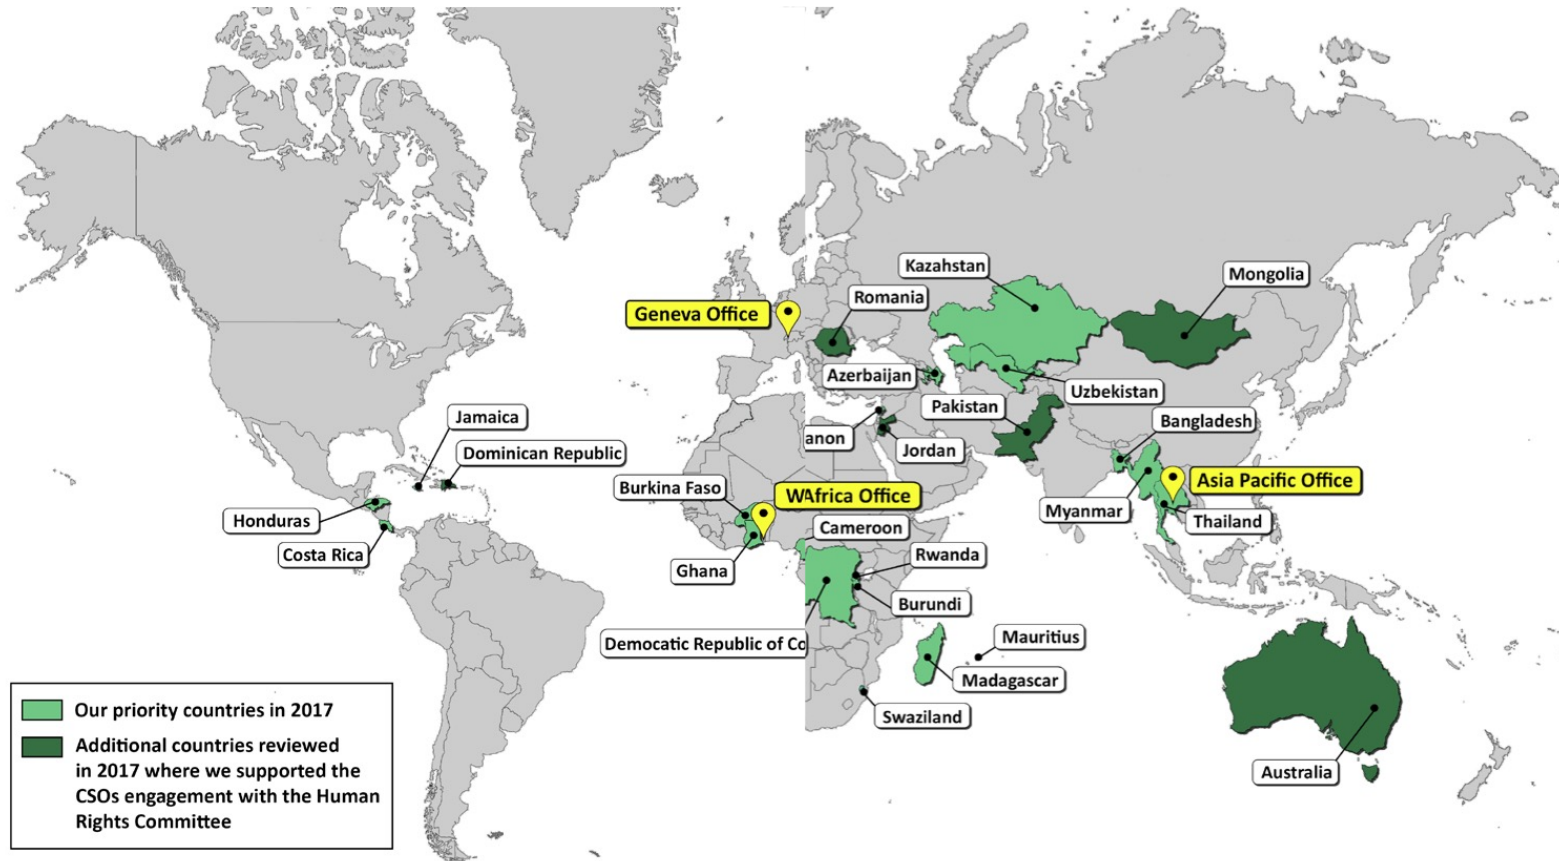 Kazahstan
Mongolia
Romania
Geneva Office
Azerbaijan
Uzbekistan
Pakistan
Bangladesh
Jamaica
anon
Jordan
Dominican Republic
Burkina Faso
WAfrica Office
Asia Pacific Office
Myanmar
Thailand
Honduras
Cameroon
Costa Rica
Ghana
Rwanda
Burundi
Democatic Republic of Co
Mauritius
Madagascar
Swaziland
Australia
Our priority countries in 2017
Additional countries reviewed
in 2017 where we supported the
CSOs engagement with the Human
Rights Committee